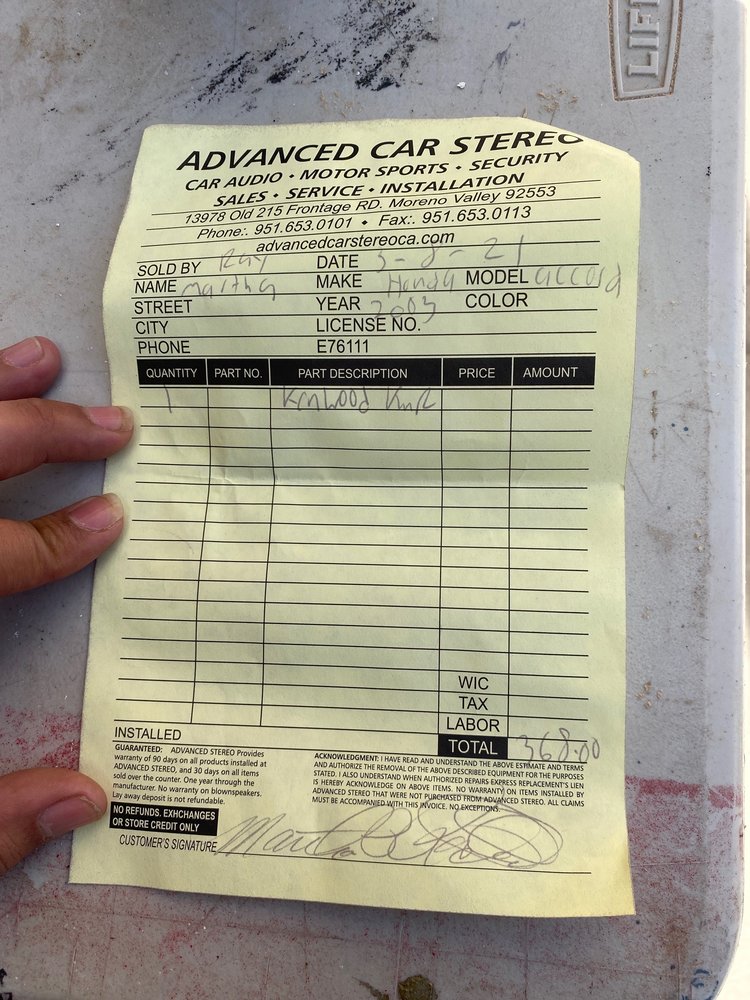 LIFE
ADVANCED CAR STEREO
CAR AUDIO • MOTOR SPORTS • SECURITY
SALES • SERVICE • INSTALLATION
13978 Old 215 Frontage RD. Moreno Valley 92553
Phone:. 951.653.0101 • Fax:. 951.653.0113
advancedcarstereoca.com
SOLD BY Ray DATE 5-8-21
NAME Martha MAKE Honda MODEL accord
STREET YEAR 2003 COLOR
CITY LICENSE NO.
PHONE E76111
QUANTITY PART NO. PART DESCRIPTION PRICE AMOUNT
1 Kenwood
WIC
TAX
LABOR
INSTALLED TOTAL 368.00
GUARANTEED: ADVANCED STEREO Provides
warranty of 90 days on all products installed at
ADVANCED STEREO, and 30 days on all items
sold over the counter. One year through the
manufacturer. No warranty on blownspeakers.
Lay away deposit is not refundable.
ACKNOWLEDGMENT: I HAVE READ AND UNDERSTAND THE ABOVE ESTIMATE AND TERMS
AND AUTHORIZE THE REMOVAL OF THE ABOVE DESCRIBED EQUIPMENT FOR THE PURPOSES
STATED. I ALSO UNDERSTAND WHEN AUTHORIZED REPAIRS EXPRESS REPLACEMENT'S LIEN
IS HEREBY ACKNOWLEDGE ON ABOVE ITEMS. NO WARRANTY ON ITEMS INSTALLED BY
ADVANCED STEREO THAT WERE NOT PURCHASED FROM ADVANCED STEREO. ALL CLAIMS
MUST BE ACCOMPANIED WITH THIS INVOICE. NO EXCEPTIONS.
NO REFUNDS. EXHCHANGES
OR STORE CREDIT ONLY
CUSTOMER'S SIGNATURE